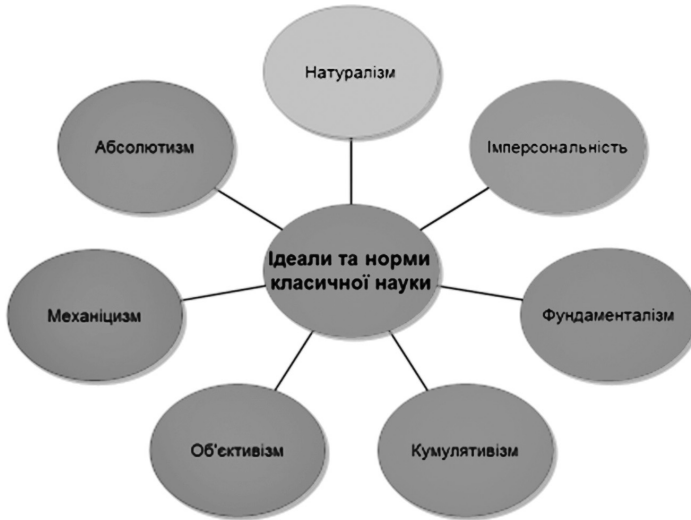 Натуралізм
Абсолютизм
Імперсональність
Ідеали та норми
класичної науки
Механіцизм
Фундаменталізм
Об'єктивізм
Кумулятивізм